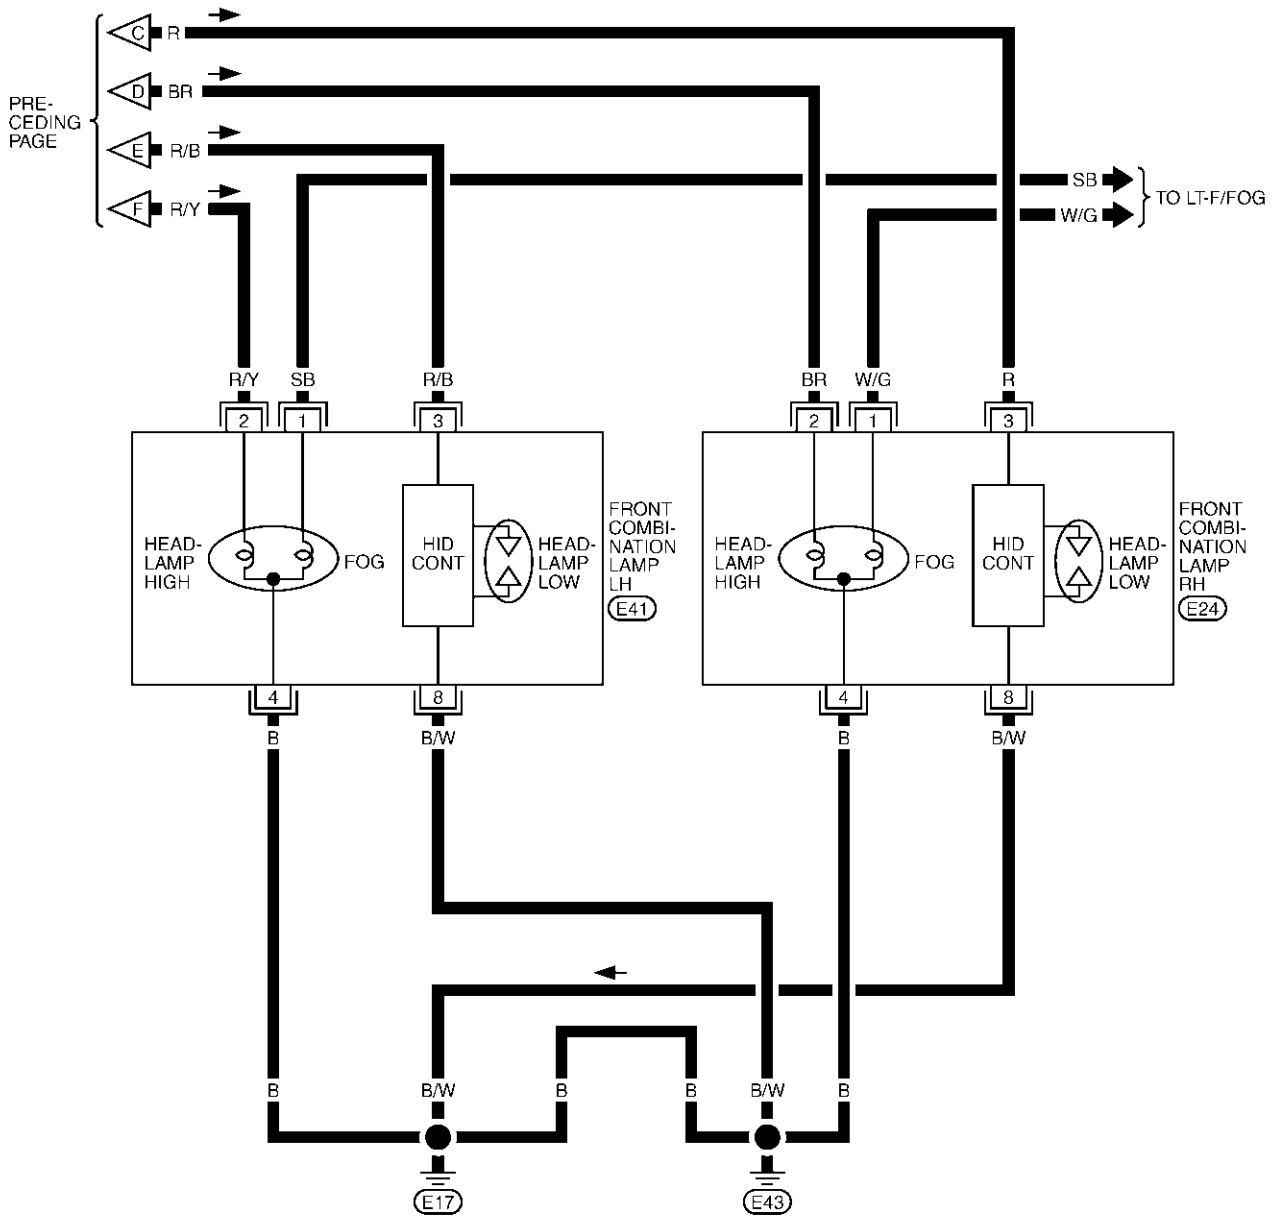 C R
D BR
PRE-
CEDING
PAGE
E R/B
F R/Y
SB
W/G
TO LT-F/FOG
R/Y SB R/B BR W/G R
2 1 3 2 1 3
HEAD-
LAMP
HIGH
FOG
HID
CONT
HEAD-
LAMP
LOW
FRONT
COMBI-
NATION
LAMP
LH
E41
HEAD-
LAMP
HIGH
FOG
HID
CONT
HEAD-
LAMP
LOW
FRONT
COMBI-
NATION
LAMP
RH
E24
4 8 4 8
B B/W B B/W
B B/W B B B/W B
E17 E43